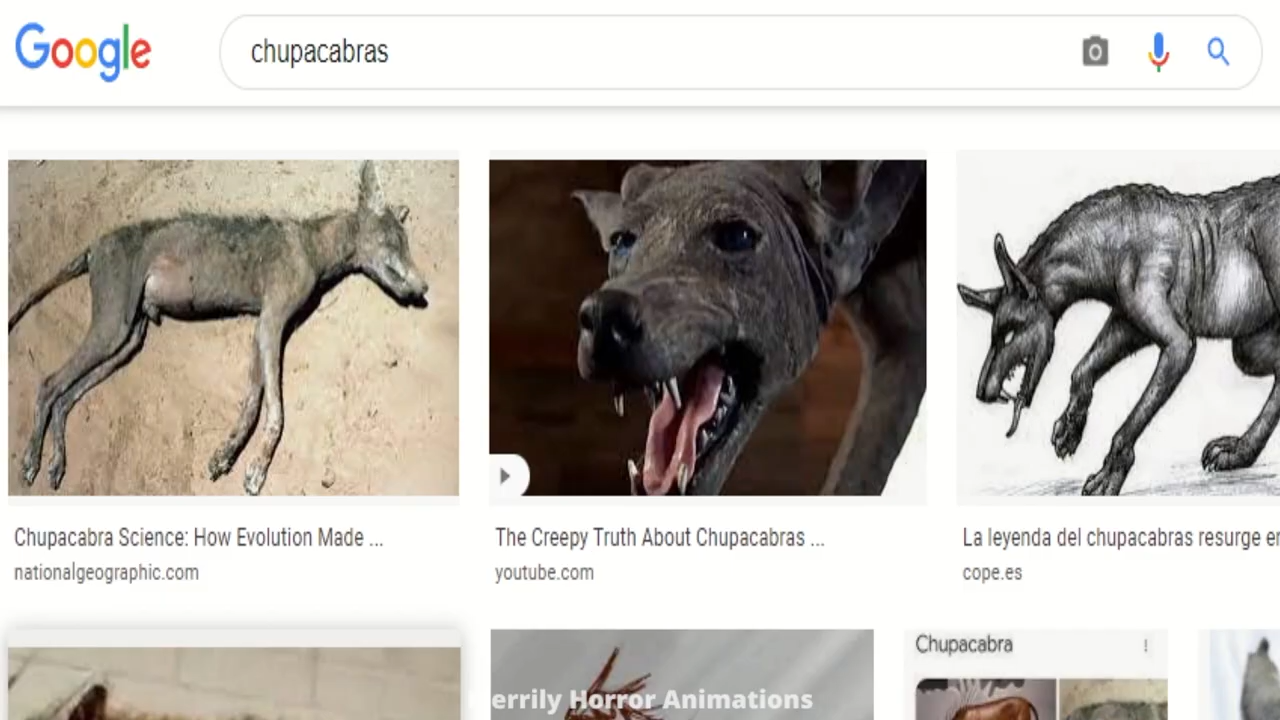 Google
chupacabras
Chupacabra Science: How Evolution Made ...
nationalgeographic.com
The Creepy Truth About Chupacabras ...
youtube.com
La leyenda del chupacabras resurge
cope.es
Chupacabra
Horror Animations